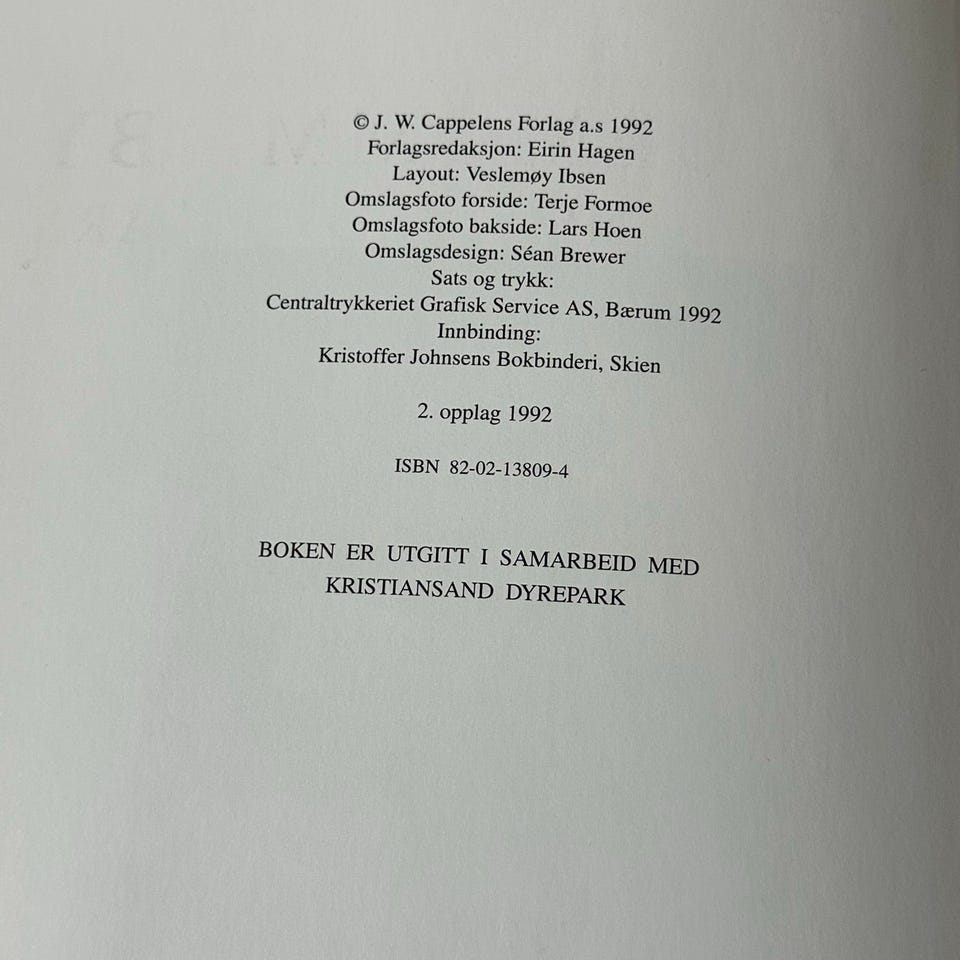 © J. W. Cappelens Forlag a.s 1992
Forlagsredaksjon: Eirin Hagen
Layout: Veslemøy Ibsen
Omslagsfoto forside: Terje Formoe
Omslagsfoto bakside: Lars Hoen
Omslagsdesign: Séan Brewer
Sats og trykk:
Centraltrykkeriet Grafisk Service AS, Bærum 1992
Innbinding:
Kristoffer Johnsens Bokbinderi, Skien
2. opplag 1992
ISBN 82-02-13809-4
BOKEN ER UTGITT I SAMARBEID MED
KRISTIANSAND DYREPARK